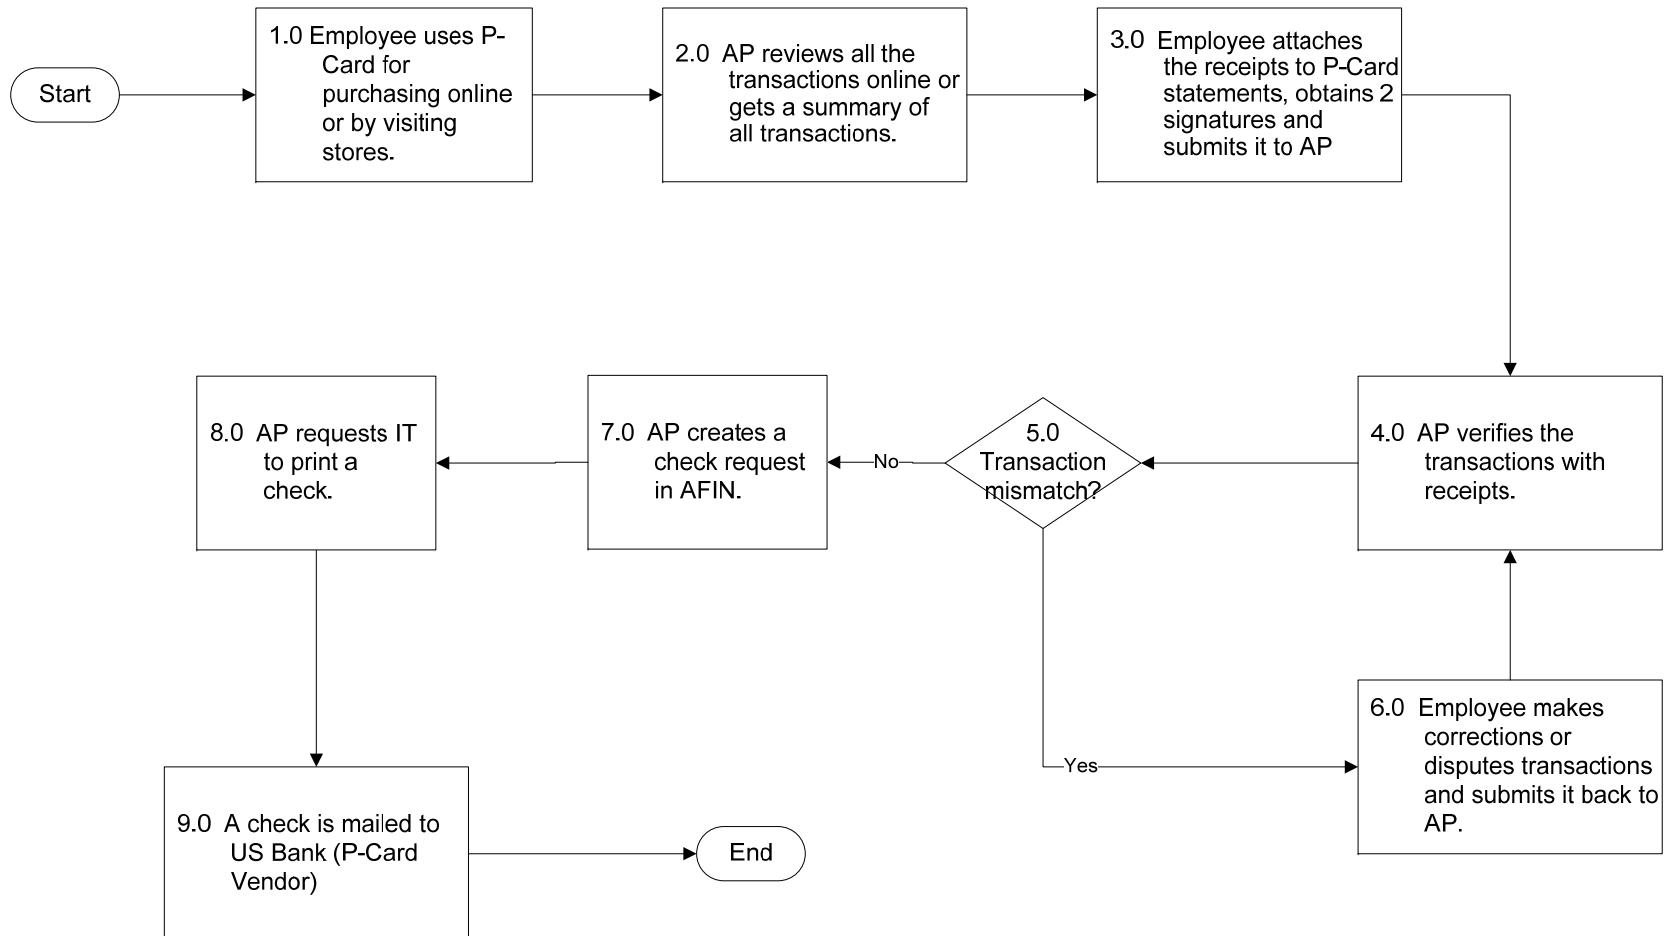 Start
1.0 Employee uses P-
Card for
purchasing online
or by visiting
stores.
2.0 AP reviews all the
transactions online or
gets a summary of
all transactions.
3.0 Employee attaches
the receipts to P-Card
statements, obtains 2
signatures and
submits it to AP
4.0 AP verifies the
transactions with
receipts.
5.0
Transaction
mismatch?
No
Yes
6.0 Employee makes
corrections or
disputes transactions
and submits it back to
AP.
7.0 AP creates a
check request
in AFIN.
8.0 AP requests IT
to print a
check.
9.0 A check is mailed to
US Bank (P-Card
Vendor)
End